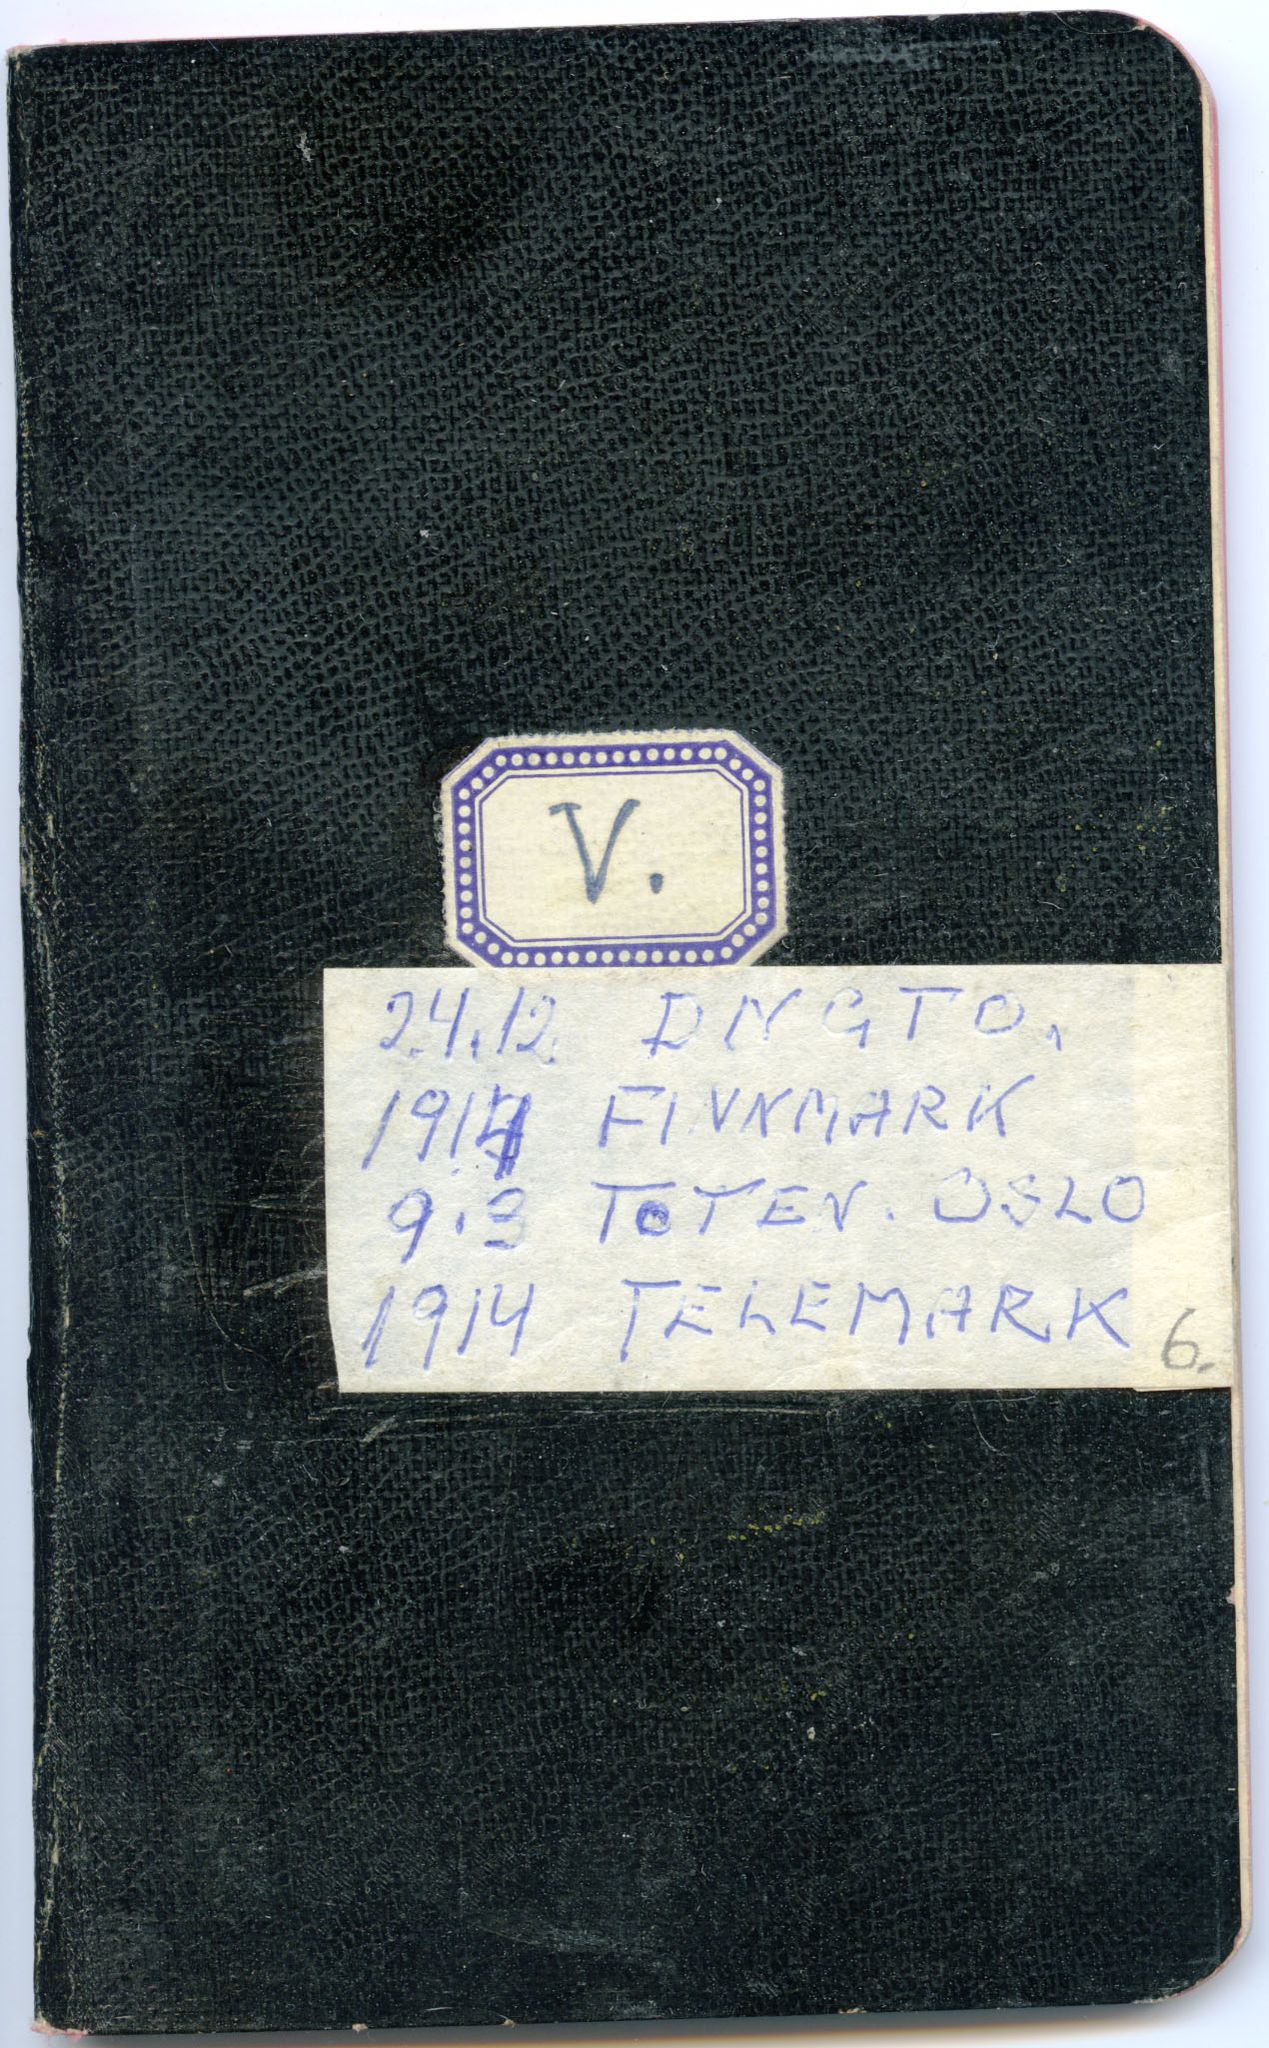 V.
24.12 DNGTO.
1914 FINNMARK
9.3 TOTEN. OSLO
1914 TELEMARK 6.